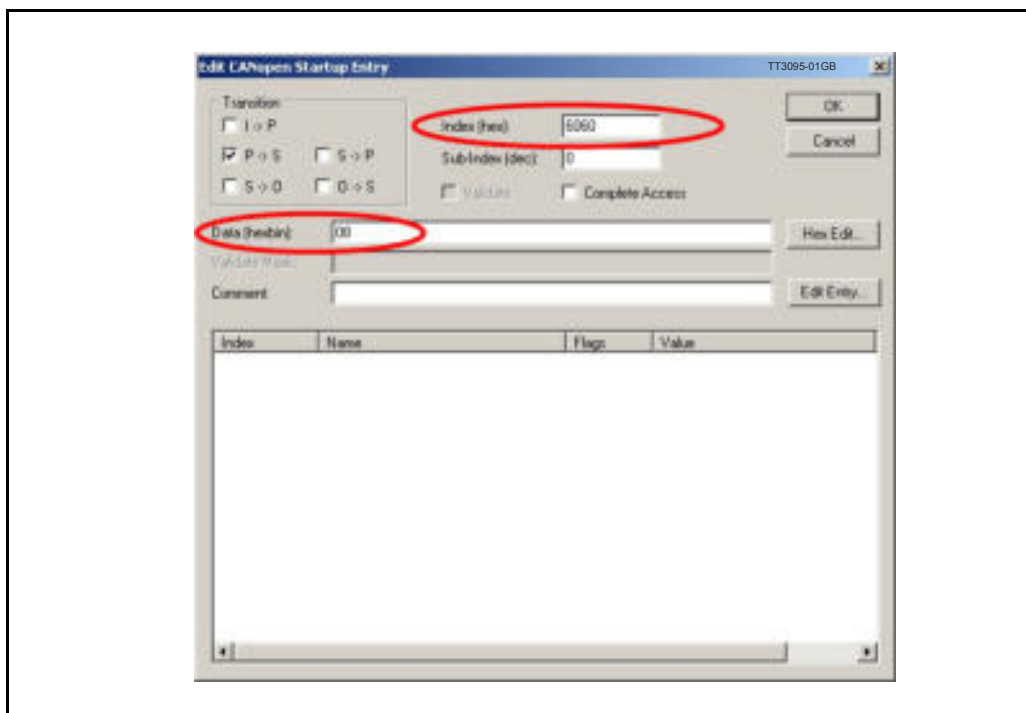 Edit CANopen Startup Entry TT3095-01GB
Transition
I -> P
P -> S S -> P
S -> O O -> S
Index (hex): 6060
Sub-Index (dec): 0
Validate Complete Access
OK
Cancel
Data (hexbin): 00
Hex Edit...
Validate Mask:
Comment: Edit Entry...
Index Name Flags Value